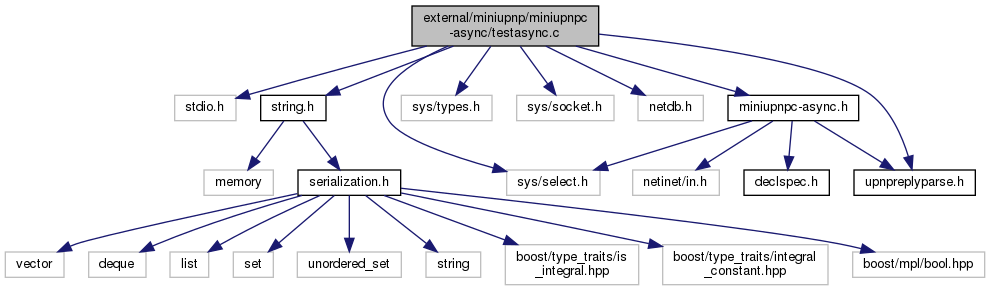 external/miniupnp/miniupnpc
-async/testasync.c
stdio.h
string.h
sys/types.h
sys/socket.h
netdb.h
miniupnpc-async.h
memory
serialization.h
sys/select.h
netinet/in.h
declspec.h
upnpreplyparse.h
vector
deque
list
set
unordered_set
string
boost/type_traits/is
_integral.hpp
boost/type_traits/integral
_constant.hpp
boost/mpl/bool.hpp